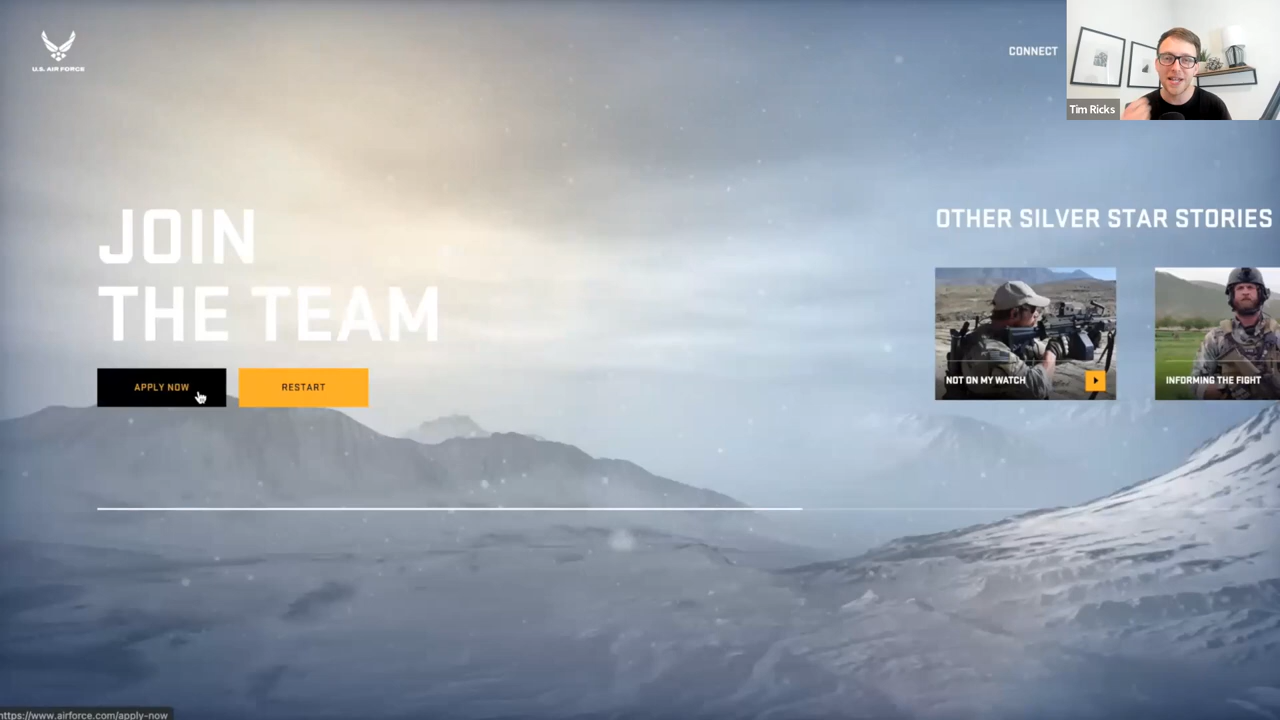 U.S. AIR FORCE
CONNECT
Tim Ricks
JOIN
THE TEAM
APPLY NOW
RESTART
OTHER SILVER STAR STORIES
NOT ON MY WATCH
INFORMING THE FIGHT
https://www.airforce.com/apply-now